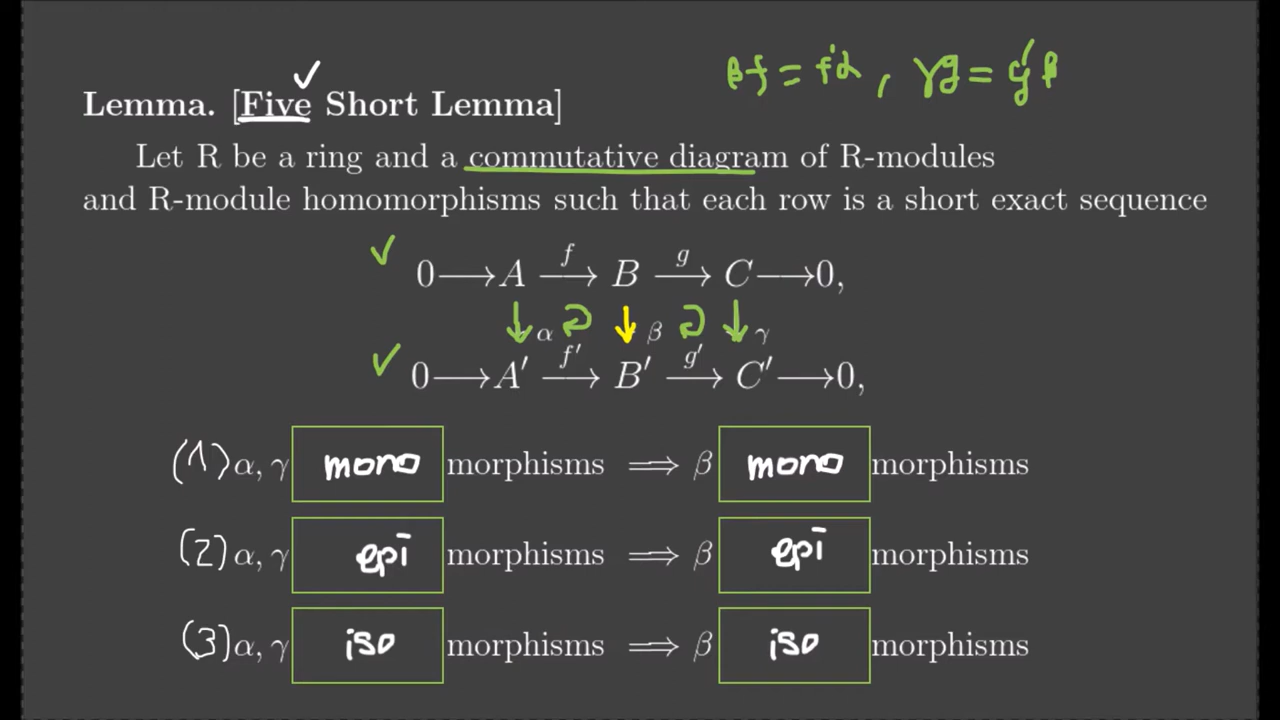 βf = f'α , γg = g'β
Lemma. [Five Short Lemma]
Let R be a ring and a commutative diagram of R-modules
and R-module homomorphisms such that each row is a short exact sequence
0 ⟶ A ⟶ B ⟶ C ⟶ 0,
f g
α β γ
f' g'
0 ⟶ A' ⟶ B' ⟶ C' ⟶ 0,
(1) α, γ mono morphisms ⟹ β mono morphisms
(2) α, γ epi morphisms ⟹ β epi morphisms
(3) α, γ iso morphisms ⟹ β iso morphisms